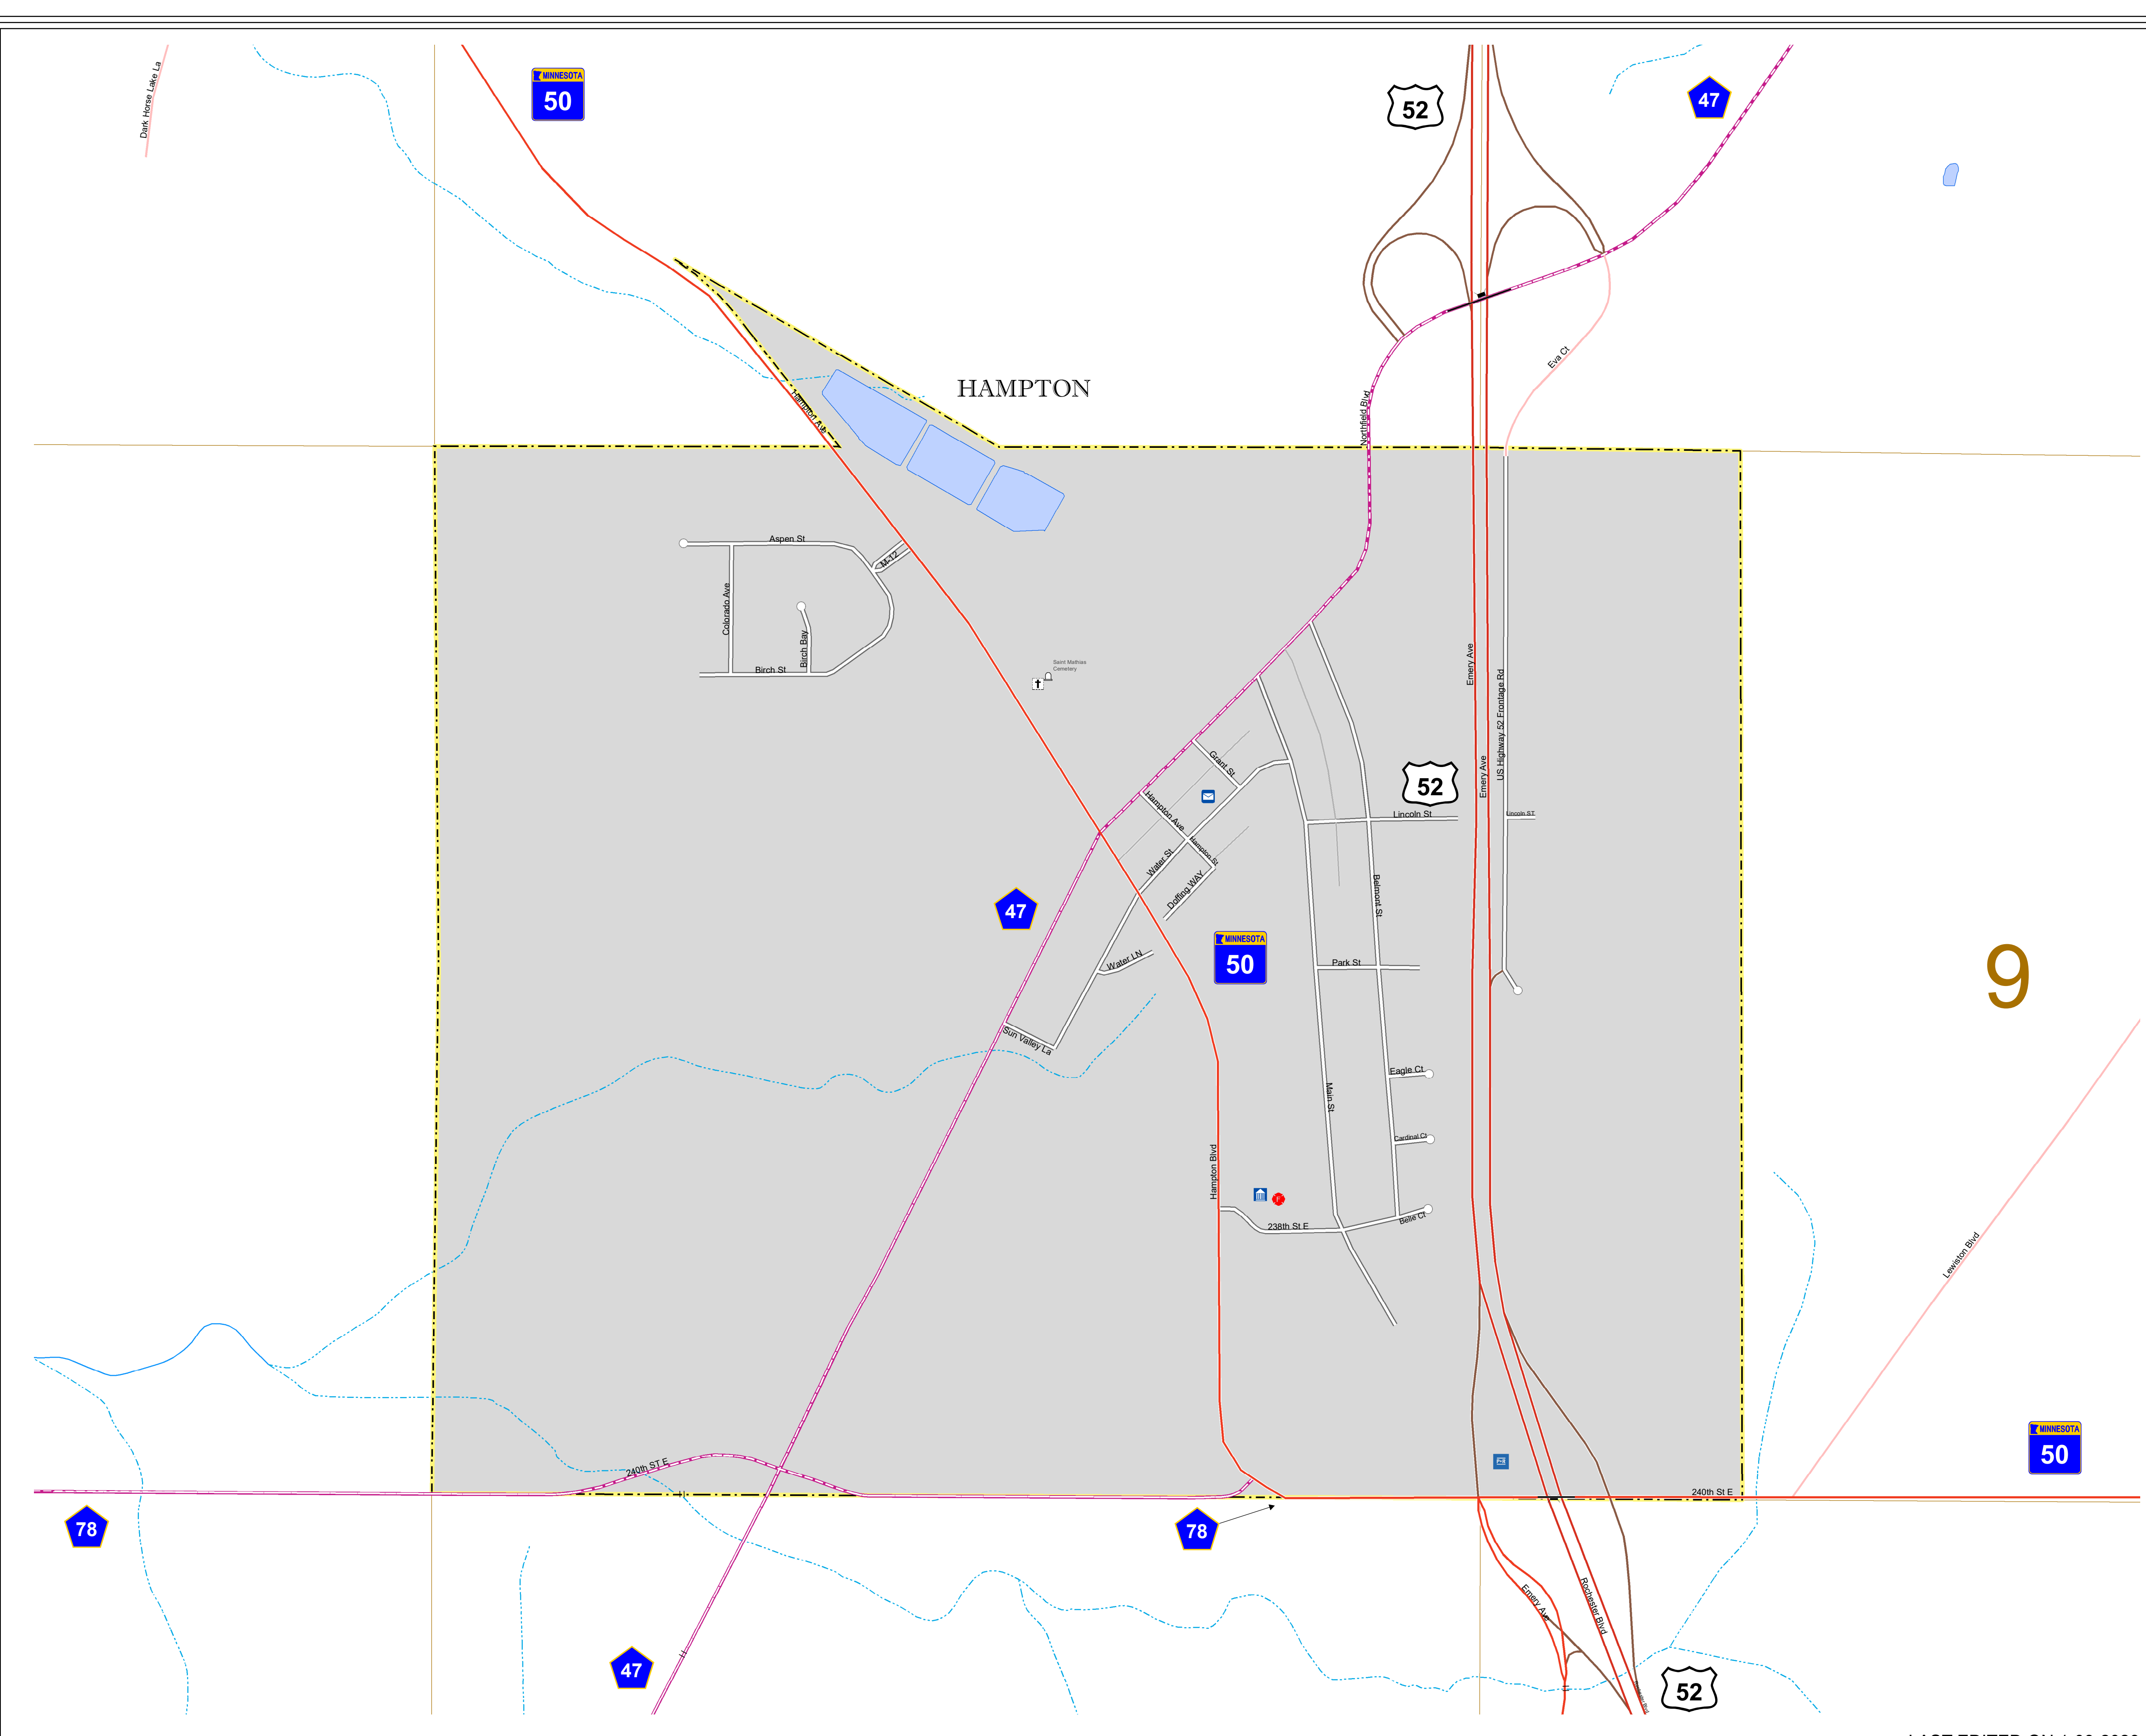 Dark Horse Lake La
MINNESOTA
50
52
47
HAMPTON
Eva Ct
Hampton Ave
Northfield Blvd
Aspen St
M-12
Colorado Ave
Birch Bay
Birch St
Saint Mathias
Cemetery
Emery Ave
US Highway 52 Frontage Rd
Grant St
Emery Ave
52
Hampton Ave
Lincoln St
Lincoln ST
Hampton St
Water St
Doffing WAY
Belmont St
47
MINNESOTA
50
Water LN
Park St
9
Sun Valley La
Eagle Ct
Main St
Cardinal Ct
Hampton Blvd
F
238th St E
Belle Ct
Lewiston Blvd
MINNESOTA
50
240th ST E
240th St E
78
78
Emery Ave
Rochester Blvd
47
52